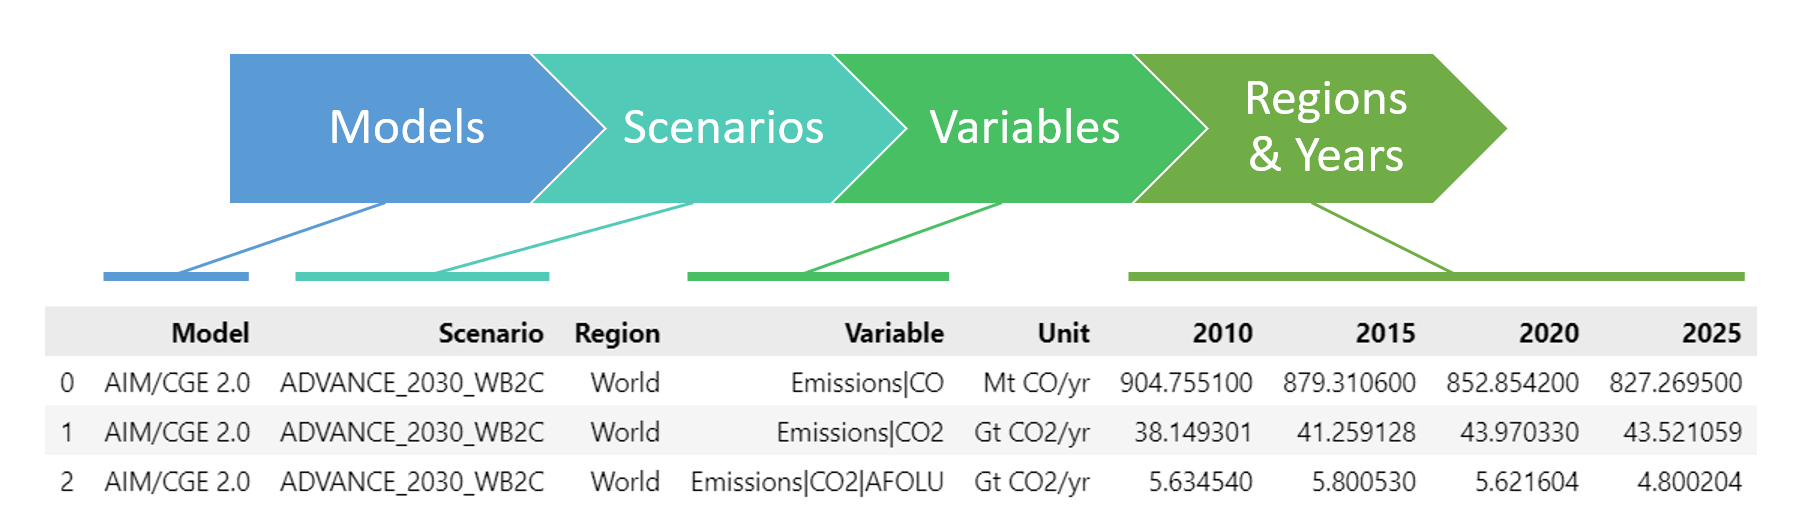 Models
Scenarios
Variables
Regions
& Years
Model Scenario Region Variable Unit 2010 2015 2020 2025
0 AIM/CGE 2.0 ADVANCE_2030_WB2C World Emissions|CO Mt CO/yr 904.755100 879.310600 852.854200 827.269500
1 AIM/CGE 2.0 ADVANCE_2030_WB2C World Emissions|CO2 Gt CO2/yr 38.149301 41.259128 43.970330 43.521059
2 AIM/CGE 2.0 ADVANCE_2030_WB2C World Emissions|CO2|AFOLU Gt CO2/yr 5.634540 5.800530 5.621604 4.800204